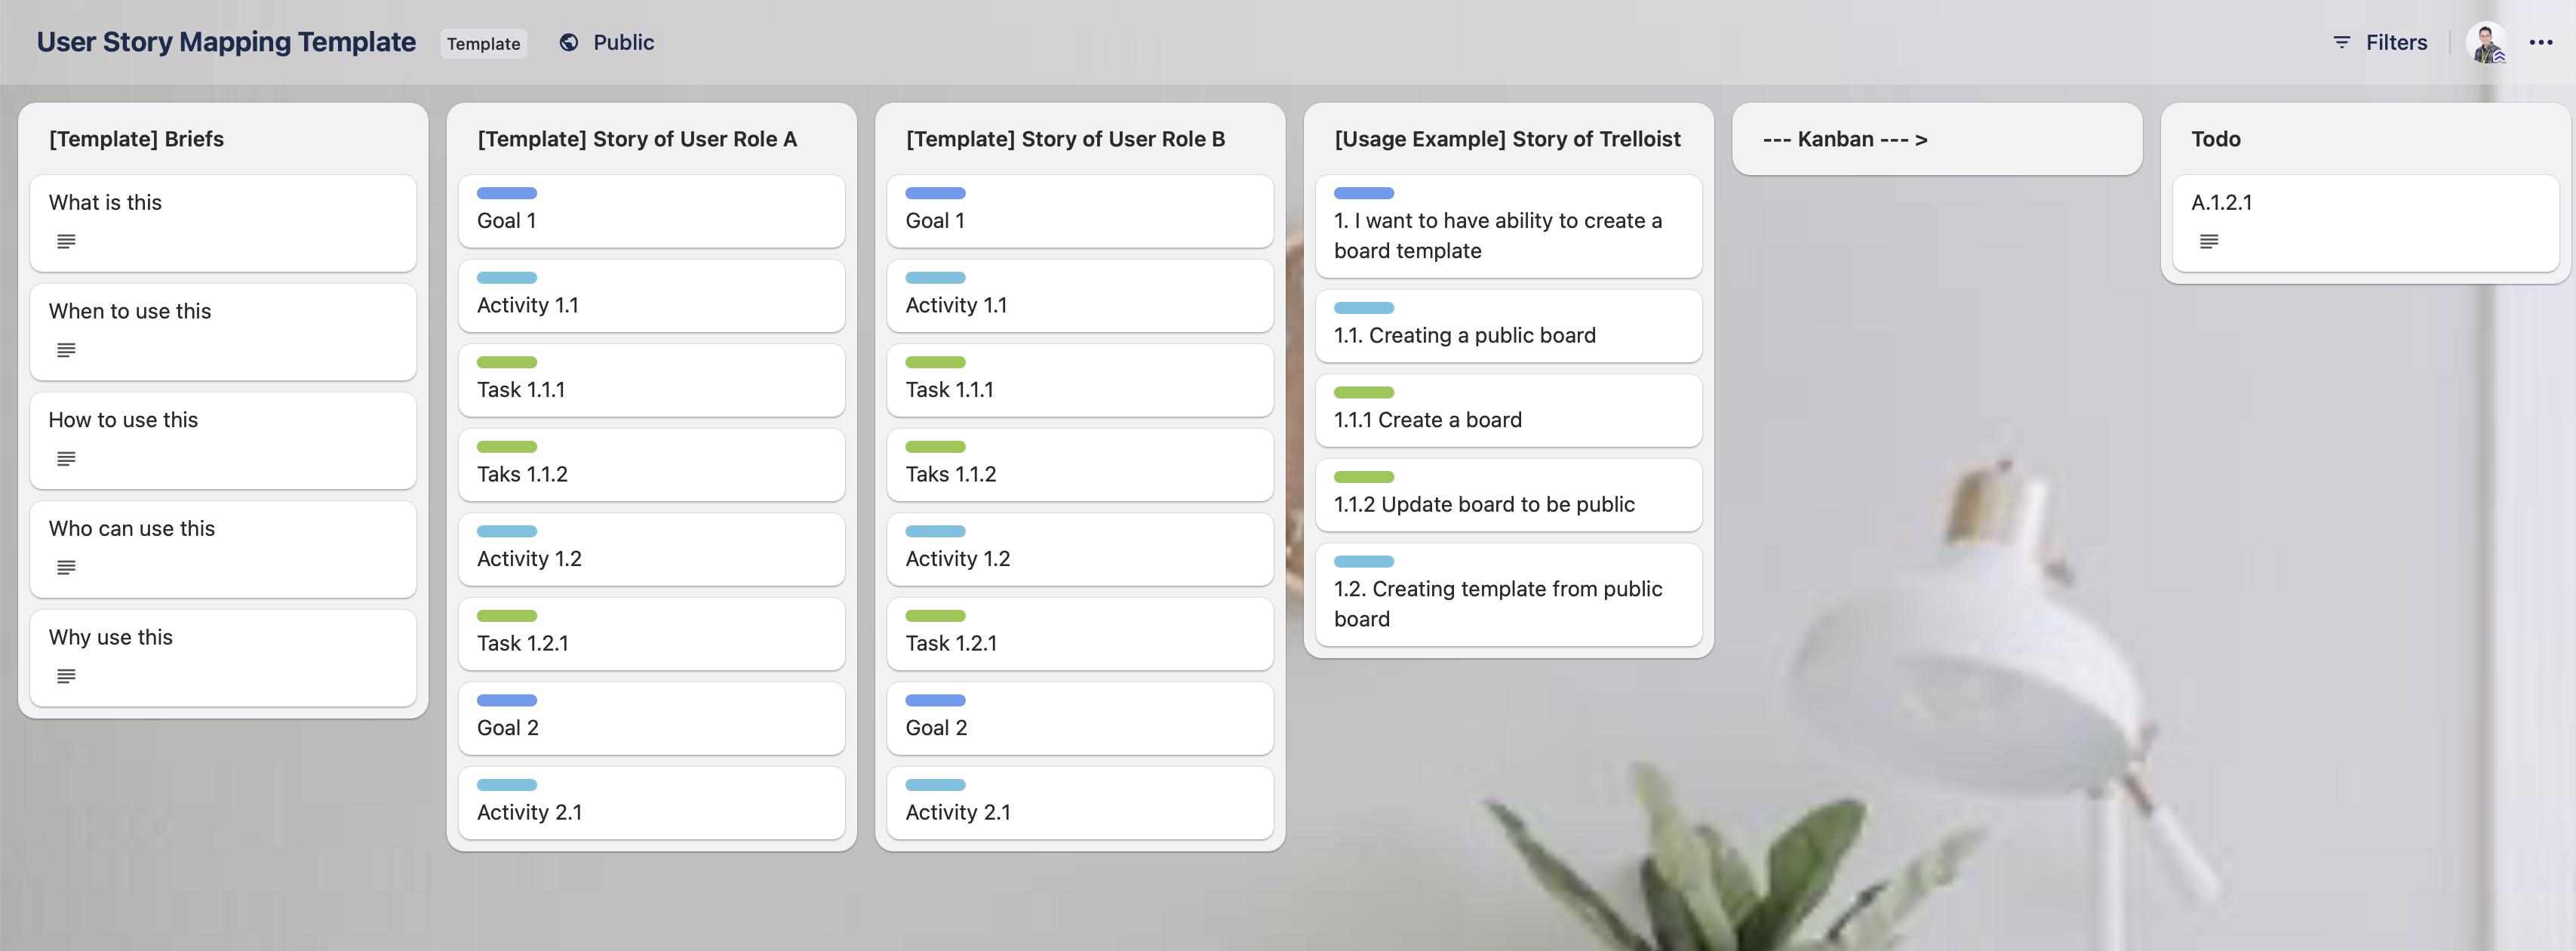 User Story Mapping Template
Template
Public
Filters
[Template] Briefs
What is this
When to use this
How to use this
Who can use this
Why use this
[Template] Story of User Role A
Goal 1
Activity 1.1
Task 1.1.1
Taks 1.1.2
Activity 1.2
Task 1.2.1
Goal 2
Activity 2.1
[Template] Story of User Role B
Goal 1
Activity 1.1
Task 1.1.1
Taks 1.1.2
Activity 1.2
Task 1.2.1
Goal 2
Activity 2.1
[Usage Example] Story of Trelloist
1. I want to have ability to create a
board template
1.1. Creating a public board
1.1.1 Create a board
1.1.2 Update board to be public
1.2. Creating template from public
board
--- Kanban --- >
Todo
A.1.2.1